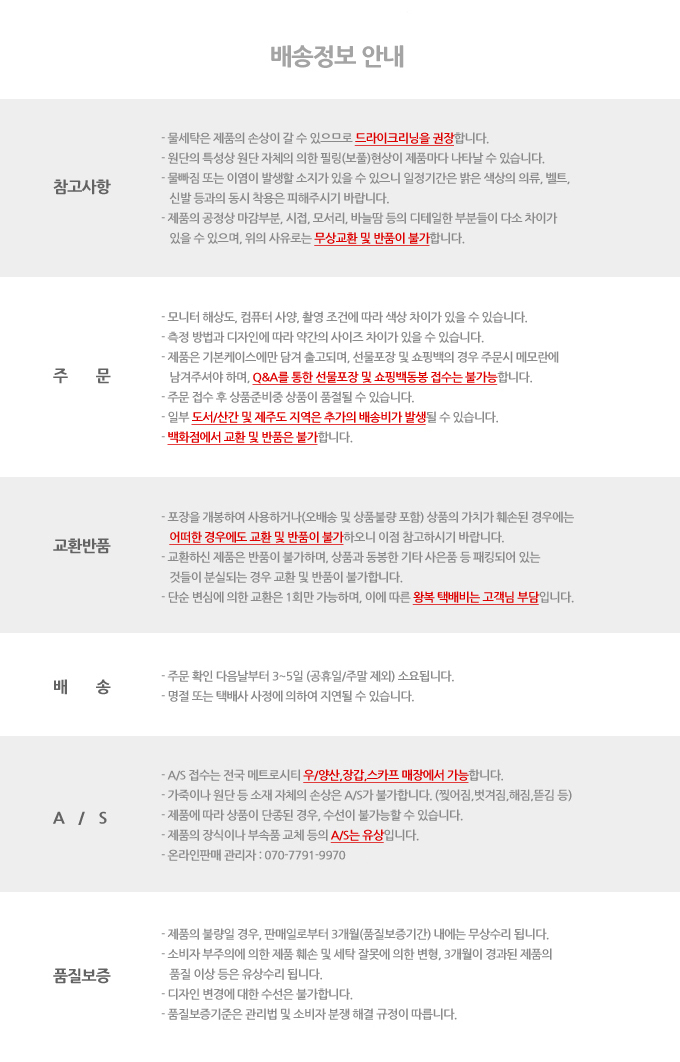 배송정보 안내
참고사항
- 물세탁은 제품의 손상이 갈 수 있으므로 드라이크리닝을 권장합니다.
- 원단의 특성상 원단 자체의 의한 필링(보풀)현상이 제품마다 나타날 수 있습니다.
- 물빠짐 또는 이염이 발생할 소지가 있을 수 있으니 일정기간은 밝은 색상의 의류, 벨트,
신발 등과의 동시 착용은 피해주시기 바랍니다.
- 제품의 공정상 마감부분, 시접, 모서리, 바늘땀 등의 디테일한 부분들이 다소 차이가
있을 수 있으며, 위의 사유로는 무상교환 및 반품이 불가합니다.
주 문
- 모니터 해상도, 컴퓨터 사양, 촬영 조건에 따라 색상 차이가 있을 수 있습니다.
- 측정 방법과 디자인에 따라 약간의 사이즈 차이가 있을 수 있습니다.
- 제품은 기본케이스에만 담겨 출고되며, 선물포장 및 쇼핑백의 경우 주문시 메모란에
남겨주셔야 하며, Q&A를 통한 선물포장 및 쇼핑백동봉 접수는 불가능합니다.
- 주문 접수 후 상품준비중 상품이 품절될 수 있습니다.
- 일부 도서/산간 및 제주도 지역은 추가의 배송비가 발생될 수 있습니다.
- 백화점에서 교환 및 반품은 불가합니다.
교환반품
- 포장을 개봉하여 사용하거나(오배송 및 상품불량 포함) 상품의 가치가 훼손된 경우에는
어떠한 경우에도 교환 및 반품이 불가하오니 이점 참고하시기 바랍니다.
- 교환하신 제품은 반품이 불가하며, 상품과 동봉한 기타 사은품 등 패킹되어 있는
것들이 분실되는 경우 교환 및 반품이 불가합니다.
- 단순 변심에 의한 교환은 1회만 가능하며, 이에 따른 왕복 택배비는 고객님 부담입니다.
배 송
- 주문 확인 다음날부터 3~5일 (공휴일/주말 제외) 소요됩니다.
- 명절 또는 택배사 사정에 의하여 지연될 수 있습니다.
A / S
- A/S 접수는 전국 메트로시티 우/양산,장갑,스카프 매장에서 가능합니다.
- 가죽이나 원단 등 소재 자체의 손상은 A/S가 불가합니다. (찢어짐,벗겨짐,해짐,뜯김 등)
- 제품에 따라 상품이 단종된 경우, 수선이 불가능할 수 있습니다.
- 제품의 장식이나 부속품 교체 등의 A/S는 유상입니다.
- 온라인판매 관리자 : 070-7791-9970
품질보증
- 제품의 불량일 경우, 판매일로부터 3개월(품질보증기간) 내에는 무상수리 됩니다.
- 소비자 부주의에 의한 제품 훼손 및 세탁 잘못에 의한 변형, 3개월이 경과된 제품의
품질 이상 등은 유상수리 됩니다.
- 디자인 변경에 대한 수선은 불가합니다.
- 품질보증기준은 관리법 및 소비자 분쟁 해결 규정이 따릅니다.